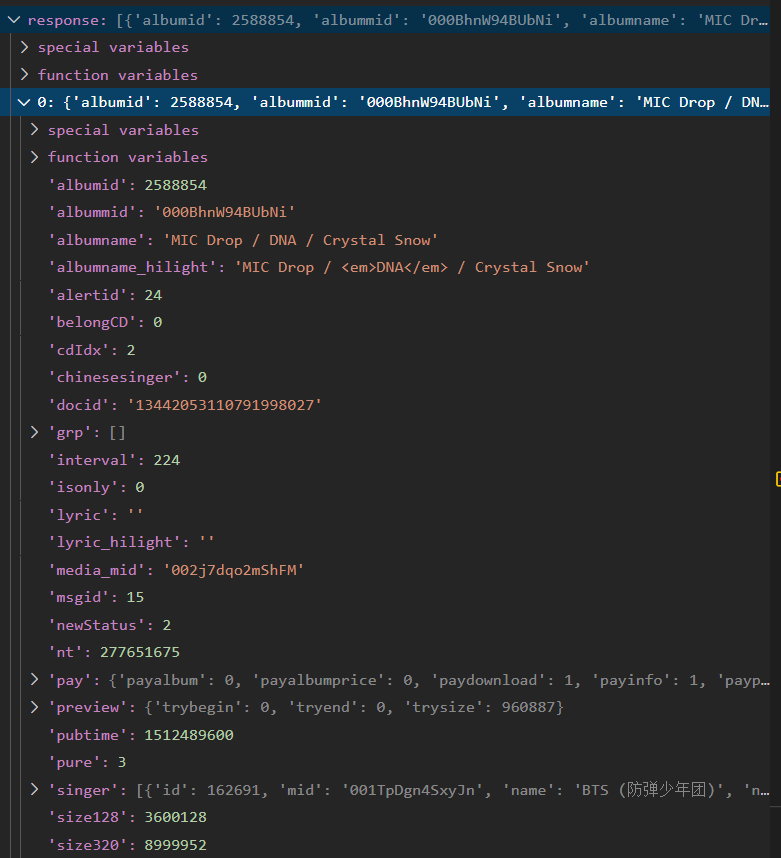 response: [{'albumid': 2588854, 'albummid': '000BhnW94BUbNi', 'albumname': 'MIC Dr…
special variables
function variables
0: {'albumid': 2588854, 'albummid': '000BhnW94BUbNi', 'albumname': 'MIC Drop / DN…
special variables
function variables
'albumid': 2588854
'albummid': '000BhnW94BUbNi'
'albumname': 'MIC Drop / DNA / Crystal Snow'
'albumname_hilight': 'MIC Drop / <em>DNA</em> / Crystal Snow'
'alertid': 24
'belongCD': 0
'cdIdx': 2
'chinesesinger': 0
'docid': '13442053110791998027'
'grp': []
'interval': 224
'isonly': 0
'lyric': ''
'lyric_hilight': ''
'media_mid': '002j7dqo2mShFM'
'msgid': 15
'newStatus': 2
'nt': 277651675
'pay': {'payalbum': 0, 'payalbumprice': 0, 'paydownload': 1, 'payinfo': 1, 'payp…
'preview': {'trybegin': 0, 'tryend': 0, 'trysize': 960887}
'pubtime': 1512489600
'pure': 3
'singer': [{'id': 162691, 'mid': '001TpDgn4SxyJn', 'name': 'BTS (防弹少年团)', 'n…
'size128': 3600128
'size320': 8999952